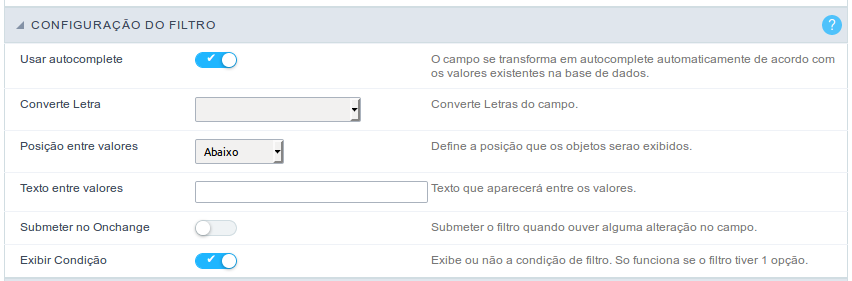 CONFIGURAÇÃO DO FILTRO
?
Usar autocomplete
O campo se transforma em autocomplete automaticamente de acordo com
os valores existentes na base de dados.
Converte Letra
Converte Letras do campo.
Posição entre valores
Abaixo
Define a posição que os objetos serao exibidos.
Texto entre valores
Texto que aparecerá entre os valores.
Submeter no Onchange
Submeter o filtro quando ouver alguma alteração no campo.
Exibir Condição
Exibe ou não a condição de filtro. So funciona se o filtro tiver 1 opção.